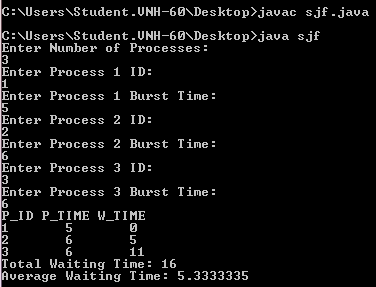 C:\Users\Student.VNH-60\Desktop>javac sjf.java
C:\Users\Student.VNH-60\Desktop>java sjf
Enter Number of Processes:
3
Enter Process 1 ID:
1
Enter Process 1 Burst Time:
5
Enter Process 2 ID:
2
Enter Process 2 Burst Time:
6
Enter Process 3 ID:
3
Enter Process 3 Burst Time:
6
P_ID P_TIME W_TIME
1 5 0
2 6 5
3 6 11
Total Waiting Time: 16
Average Waiting Time: 5.3333335